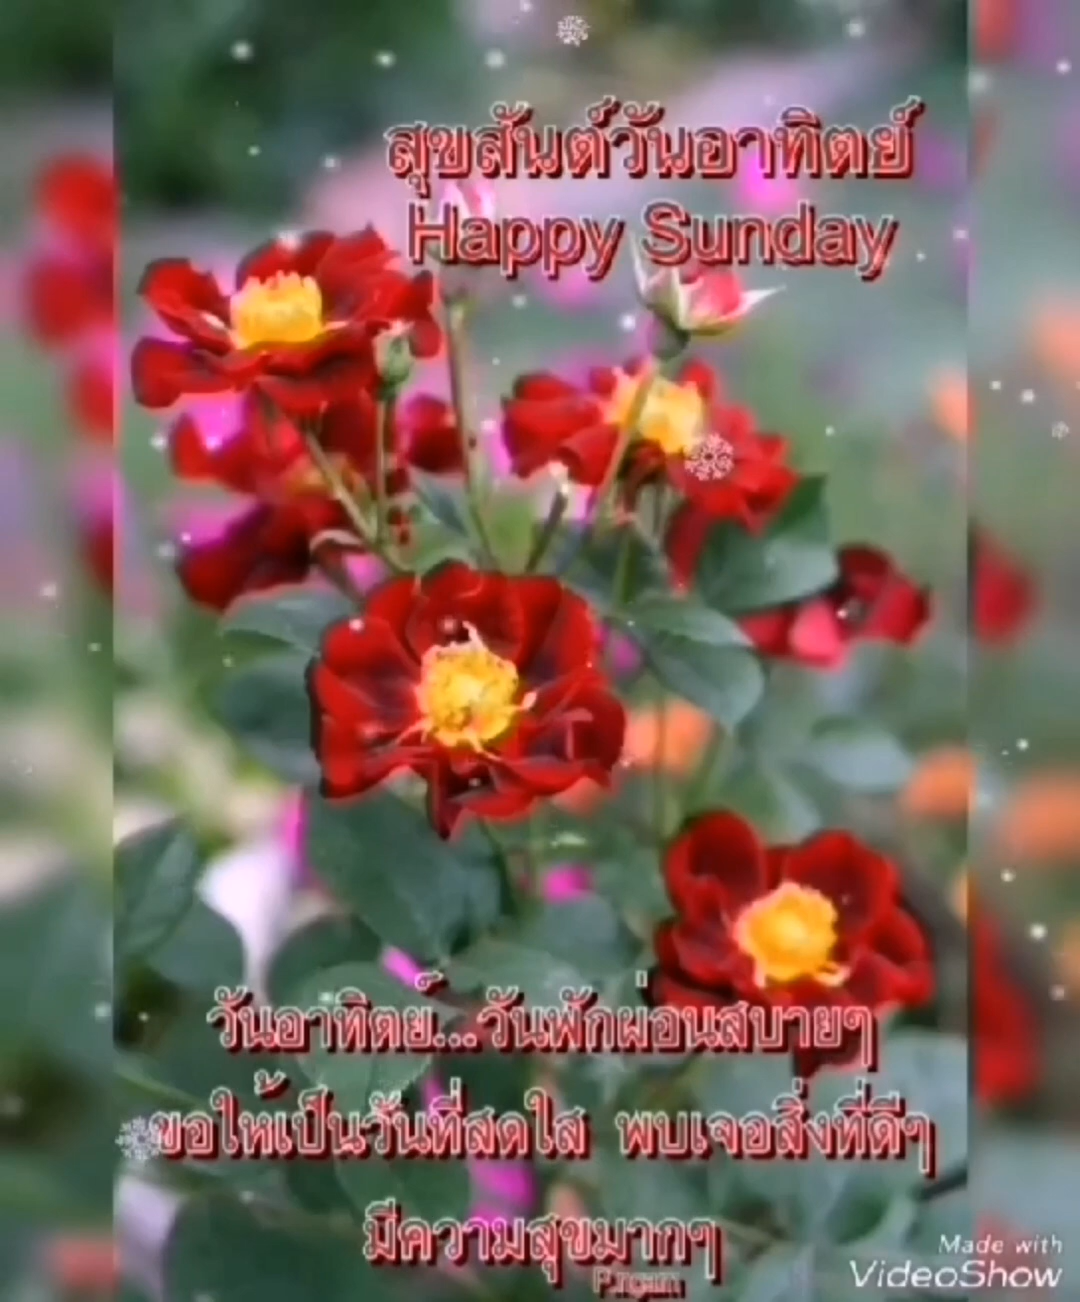 สุขสันต์วันอาทิตย์
Happy Sunday
วันอาทิตย์...วันพักผ่อนสบายๆ
ขอให้เป็นวันที่สดใส พบเจอสิ่งที่ดีๆ
มีความสุขมากๆ
P.ngam
Made with
VideoShow